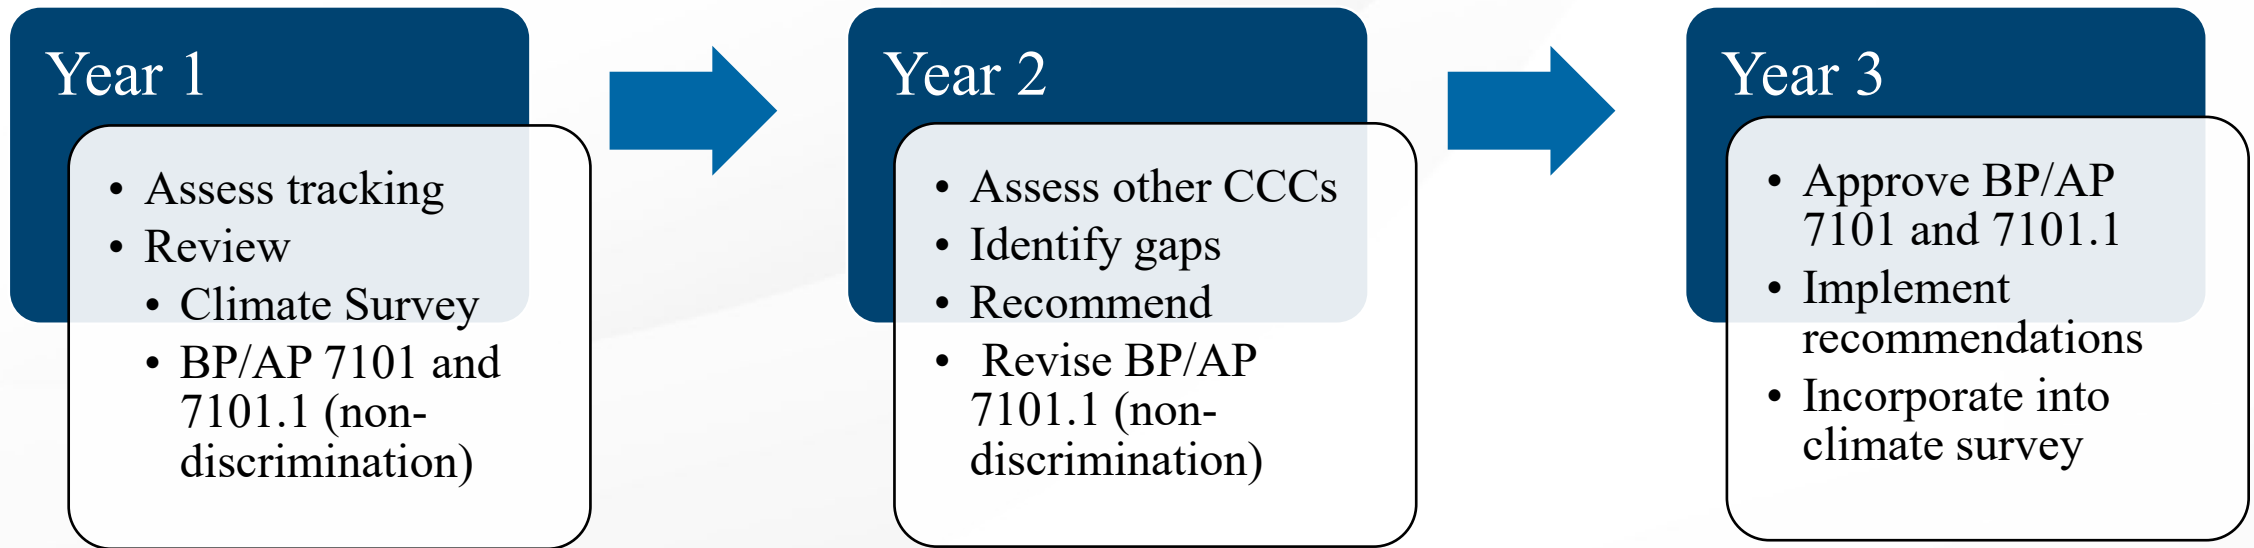 Year 1
• Assess tracking
• Review
• Climate Survey
• BP/AP 7101 and
7101.1 (non-
discrimination)
Year 2
• Assess other CCCs
• Identify gaps
• Recommend
• Revise BP/AP
7101.1 (non-
discrimination)
Year 3
• Approve BP/AP
7101 and 7101.1
• Implement
recommendations
• Incorporate into
climate survey